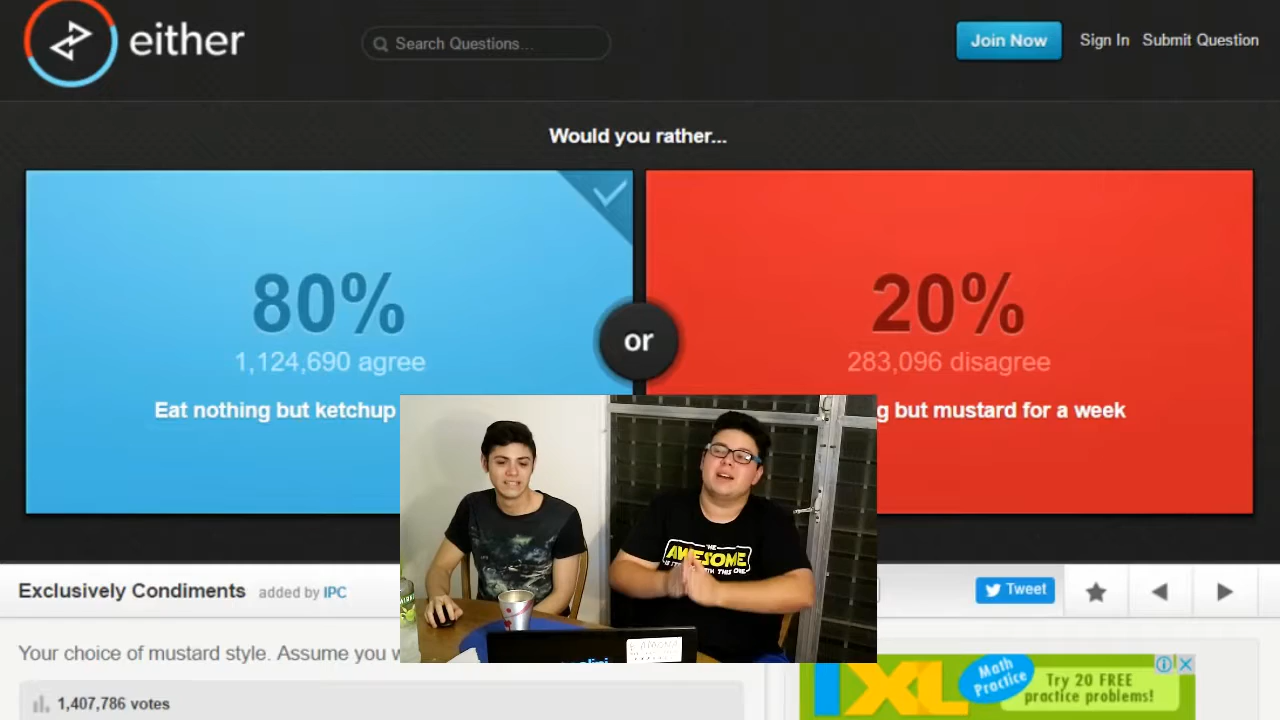 either
Search Questions...
Join Now
Sign In
Submit Question
Would you rather...
80%
1,124,690 agree
Eat nothing but ketchup
or
20%
283,096 disagree
g but mustard for a week
THE
AWESOME
Exclusively Condiments
added by IPC
Tweet
Your choice of mustard style. Assume you w
1,407,786 votes
IXL
Math
Practice
Try 20 FREE
practice problems!